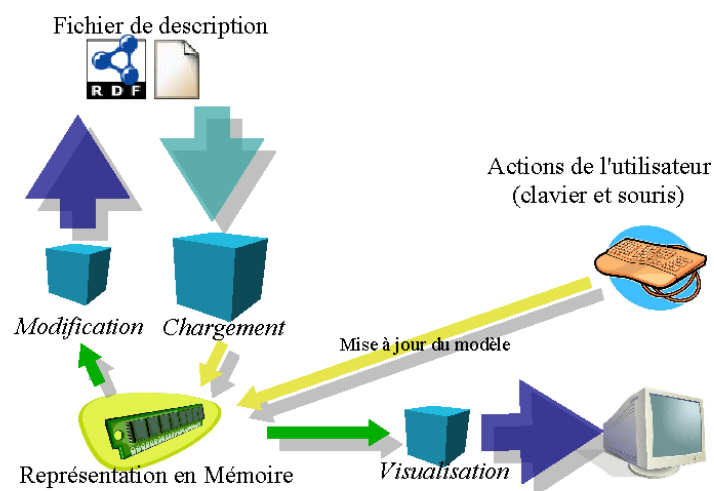 Fichier de description
R D F
Actions de l'utilisateur
(clavier et souris)
Modification
Chargement
Mise à jour du modèle
Représentation en Mémoire
Visualisation